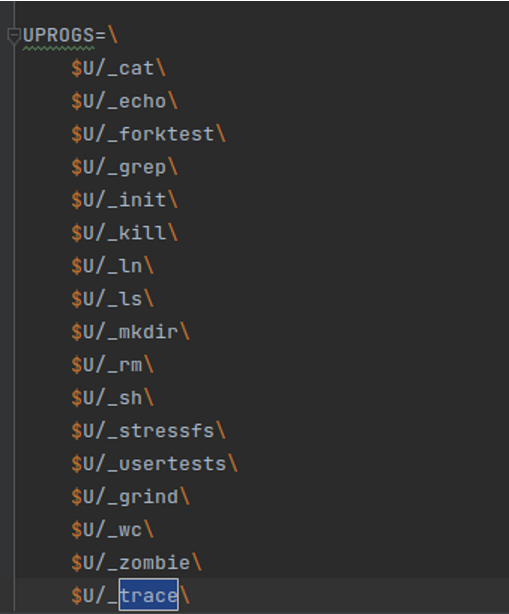 UPROGS=\
$U/_cat\
$U/_echo\
$U/_forktest\
$U/_grep\
$U/_init\
$U/_kill\
$U/_ln\
$U/_ls\
$U/_mkdir\
$U/_rm\
$U/_sh\
$U/_stressfs\
$U/_usertests\
$U/_grind\
$U/_wc\
$U/_zombie\
$U/_trace\